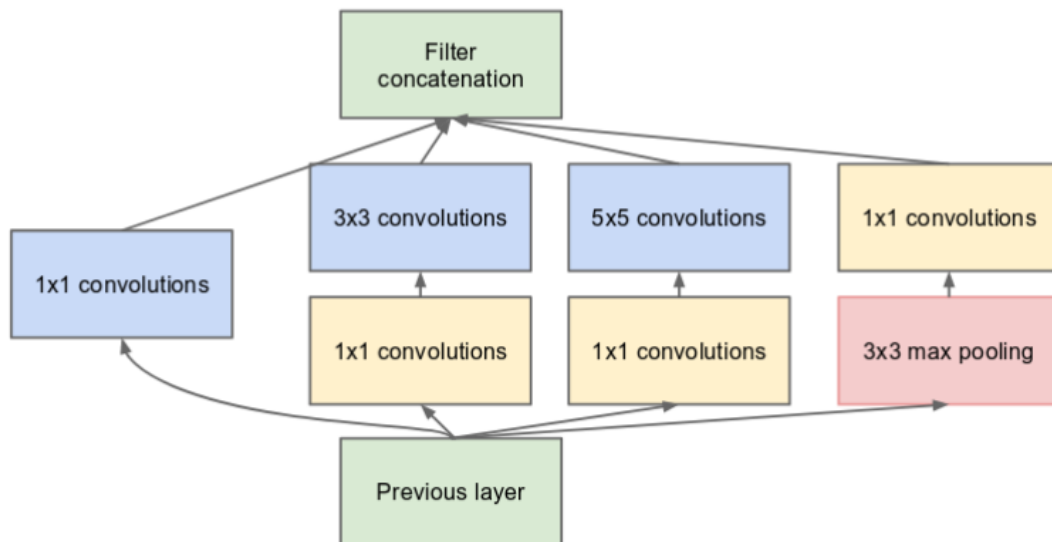 Filter
concatenation
3x3 convolutions
5x5 convolutions
1x1 convolutions
1x1 convolutions
1x1 convolutions
1x1 convolutions
3x3 max pooling
Previous layer